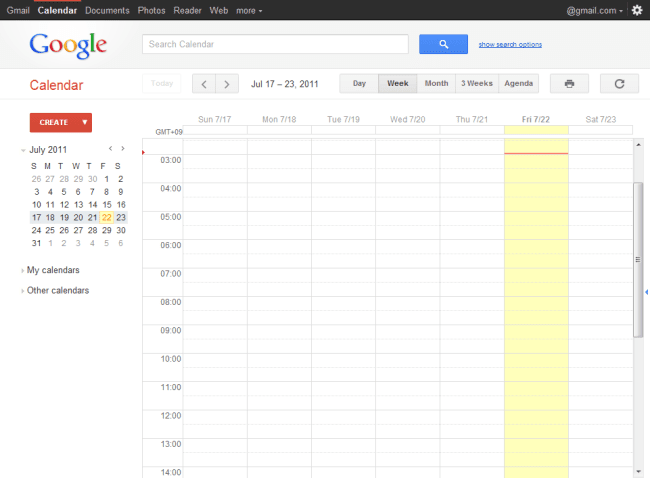 Gmail Calendar Documents Photos Reader Web more @gmail.com
Google Search Calendar show search options
Calendar Today Jul 17 – 23, 2011 Day Week Month 3 Weeks Agenda
CREATE
July 2011
S M T W T F S
26 27 28 29 30 1 2
3 4 5 6 7 8 9
10 11 12 13 14 15 16
17 18 19 20 21 22 23
24 25 26 27 28 29 30
31 1 2 3 4 5 6
My calendars
Other calendars
Sun 7/17 Mon 7/18 Tue 7/19 Wed 7/20 Thu 7/21 Fri 7/22 Sat 7/23
GMT+09
03:00
04:00
05:00
06:00
07:00
08:00
09:00
10:00
11:00
12:00
13:00
14:00